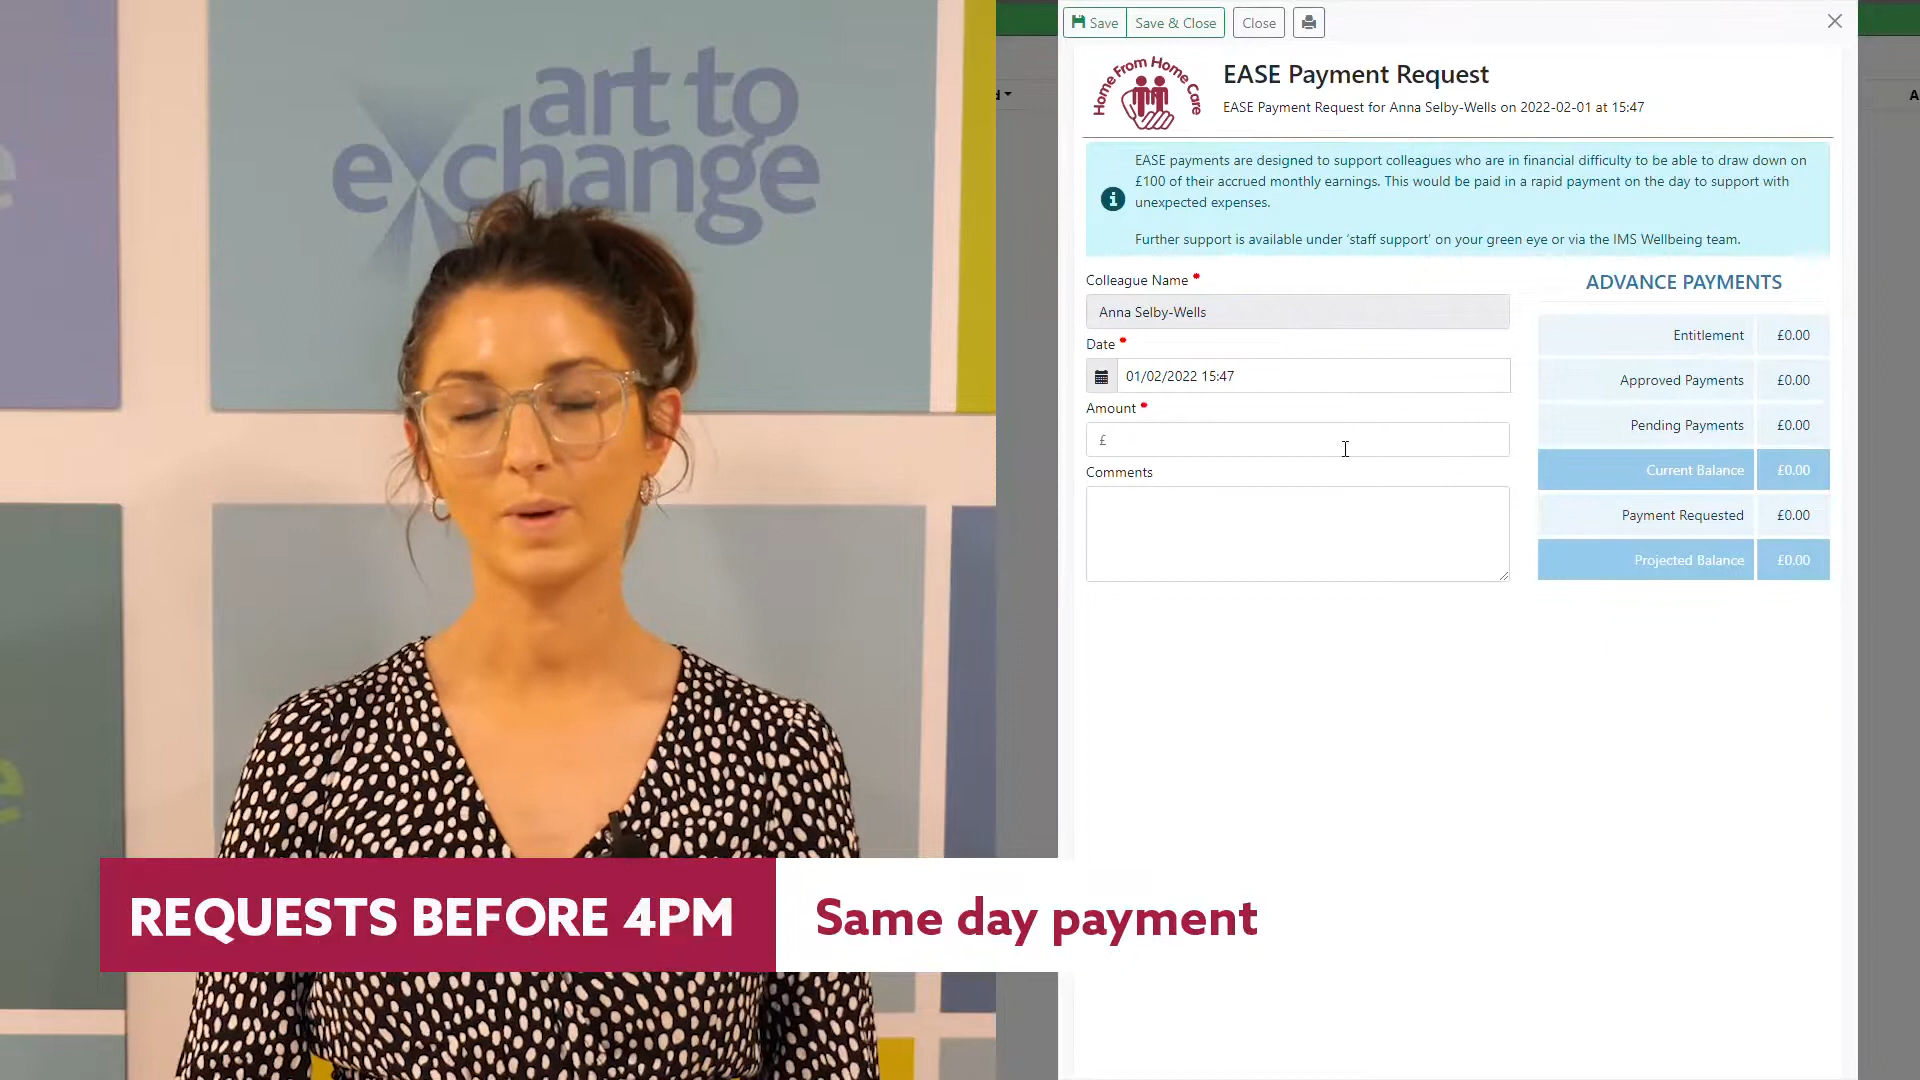 art to
exchange
Save
Save & Close
Close
Home From Home Care
EASE Payment Request
EASE Payment Request for Anna Selby-Wells on 2022-02-01 at 15:47
EASE payments are designed to support colleagues who are in financial difficulty to be able to draw down on
£100 of their accrued monthly earnings. This would be paid in a rapid payment on the day to support with
unexpected expenses.
Further support is available under 'staff support' on your green eye or via the IMS Wellbeing team.
Colleague Name *
Anna Selby-Wells
Date *
01/02/2022 15:47
Amount *
£
Comments
ADVANCE PAYMENTS
Entitlement £0.00
Approved Payments £0.00
Pending Payments £0.00
Current Balance £0.00
Payment Requested £0.00
Projected Balance £0.00
REQUESTS BEFORE 4PM
Same day payment